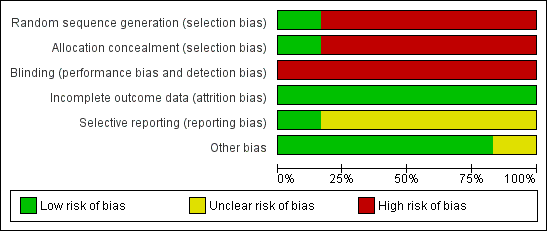 Random sequence generation (selection bias)
Allocation concealment (selection bias)
Blinding (performance bias and detection bias)
Incomplete outcome data (attrition bias)
Selective reporting (reporting bias)
Other bias
0% 25% 50% 75% 100%
Low risk of bias Unclear risk of bias High risk of bias